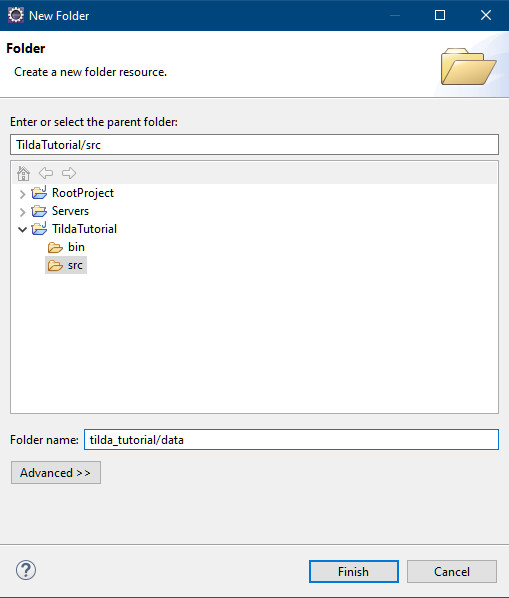 New Folder
Folder
Create a new folder resource.
Enter or select the parent folder:
TildaTutorial/src
RootProject
Servers
TildaTutorial
bin
src
Folder name: tilda_tutorial/data
Advanced >>
? Finish Cancel